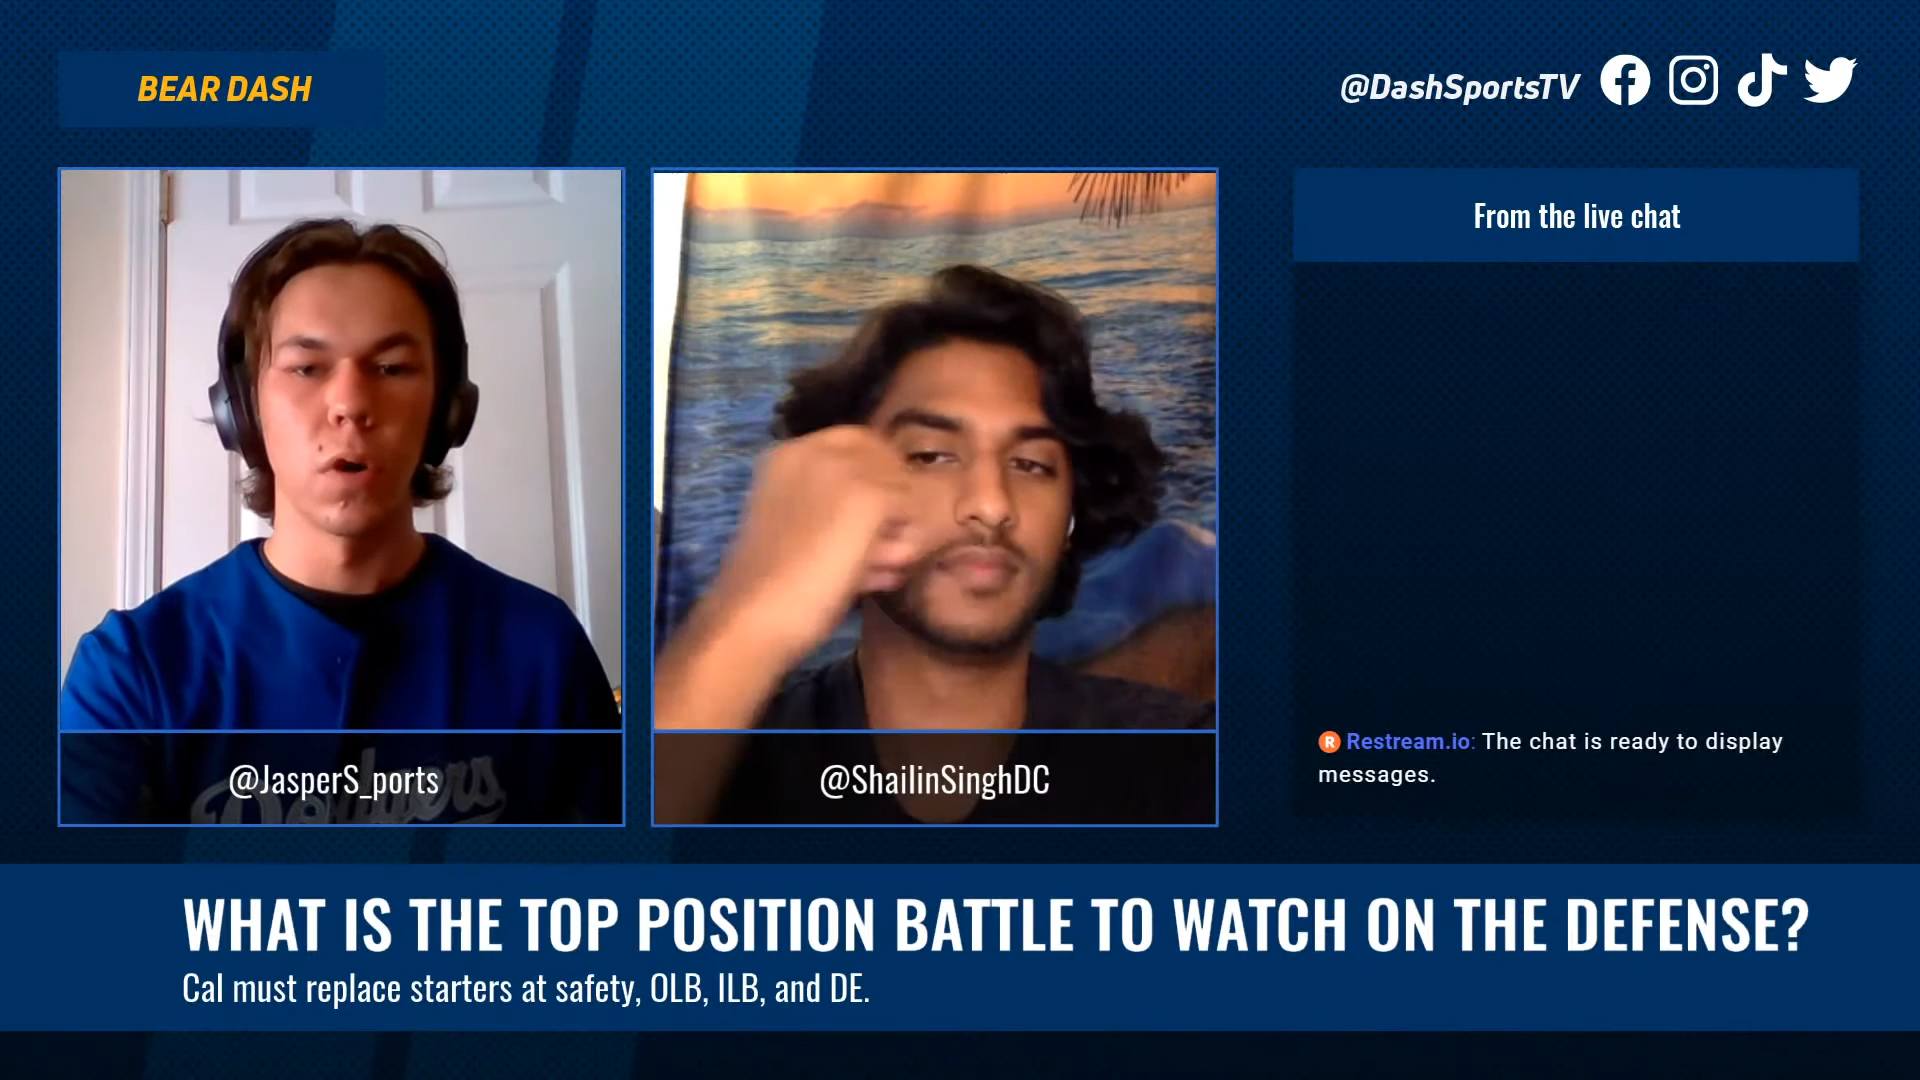 BEAR DASH
@DashSportsTV
From the live chat
R Restream.io: The chat is ready to display
messages.
Dodgers
@JasperS_ports
@ShailinSinghDC
WHAT IS THE TOP POSITION BATTLE TO WATCH ON THE DEFENSE?
Cal must replace starters at safety, OLB, ILB, and DE.